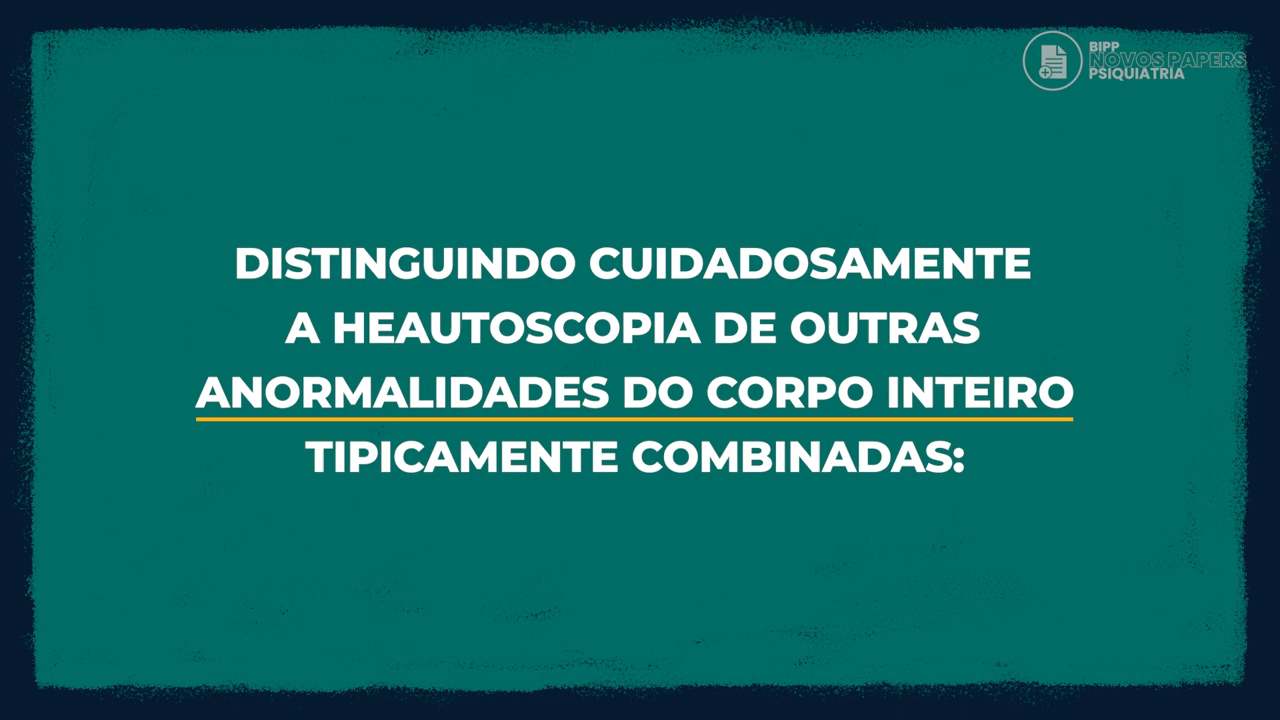 BIPP
NOVOS PAPERS
PSIQUIATRIA
DISTINGUINDO CUIDADOSAMENTE
A HEAUTOSCOPIA DE OUTRAS
ANORMALIDADES DO CORPO INTEIRO
TIPICAMENTE COMBINADAS: